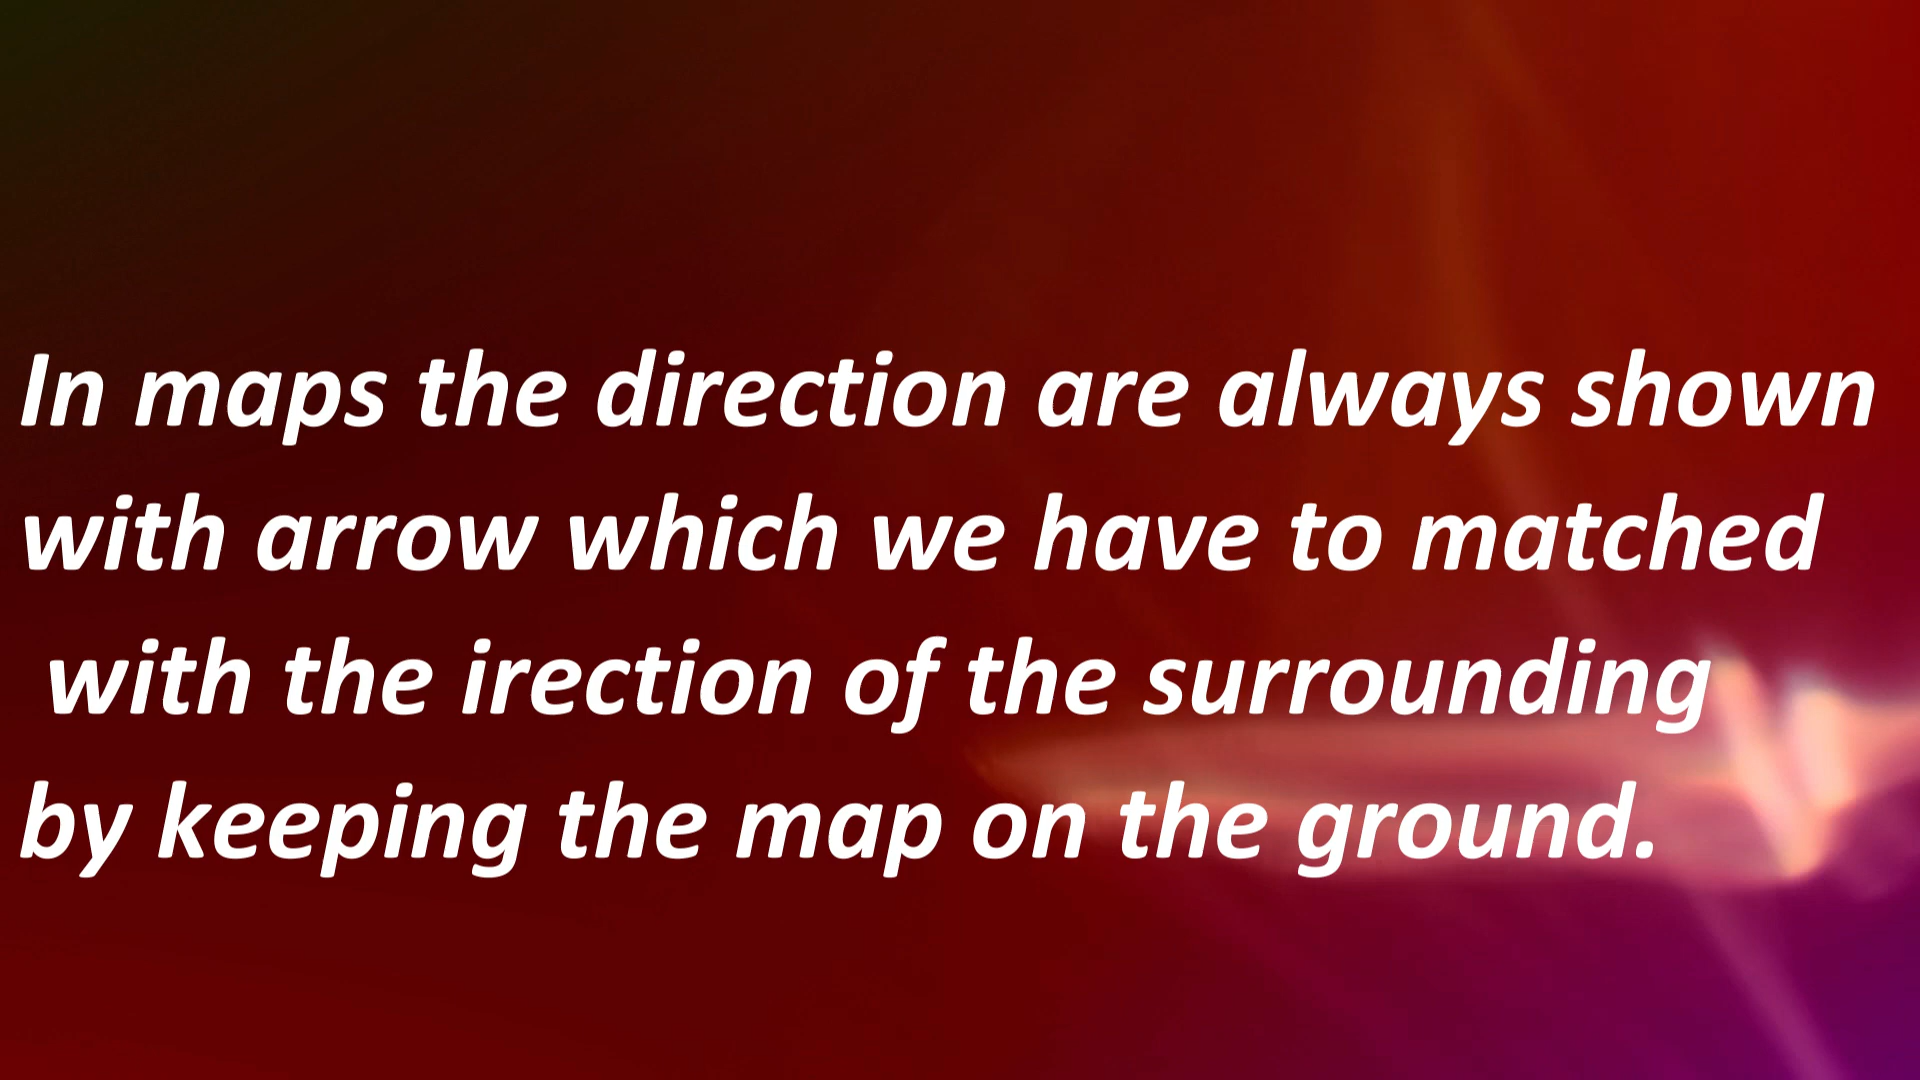 In maps the direction are always shown
with arrow which we have to matched
with the irection of the surrounding
by keeping the map on the ground.